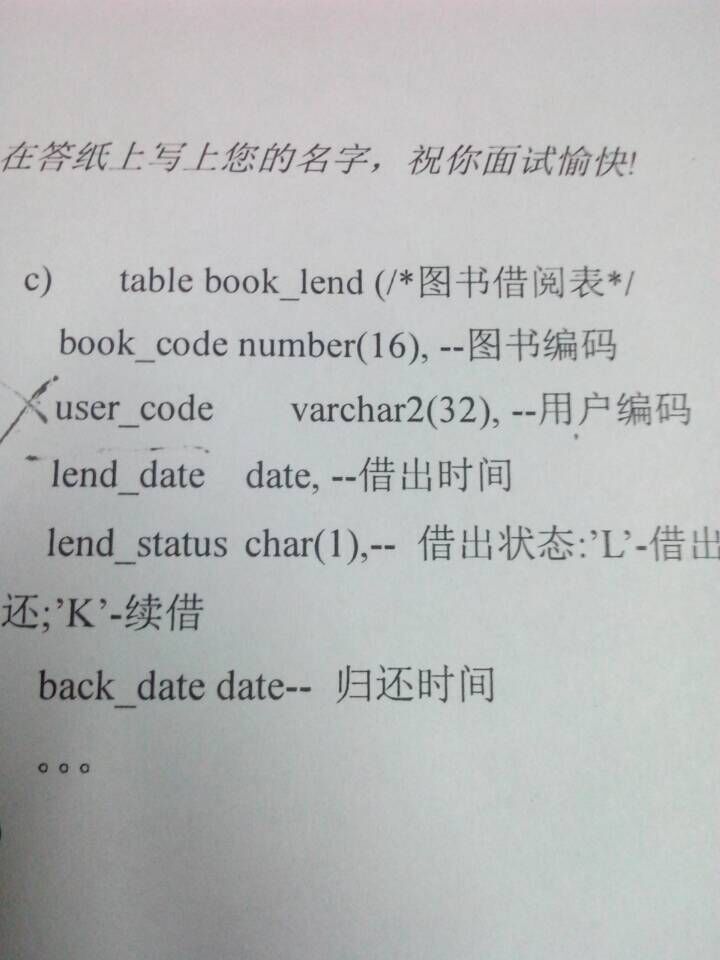 在答纸上写上您的名字，祝你面试愉快!
c) table book_lend (/*图书借阅表*/
book_code number(16), --图书编码
user_code varchar2(32), --用户编码
lend_date date, --借出时间
lend_status char(1),-- 借出状态:’L’-借出
还;’K’-续借
back_date date-- 归还时间
。。。